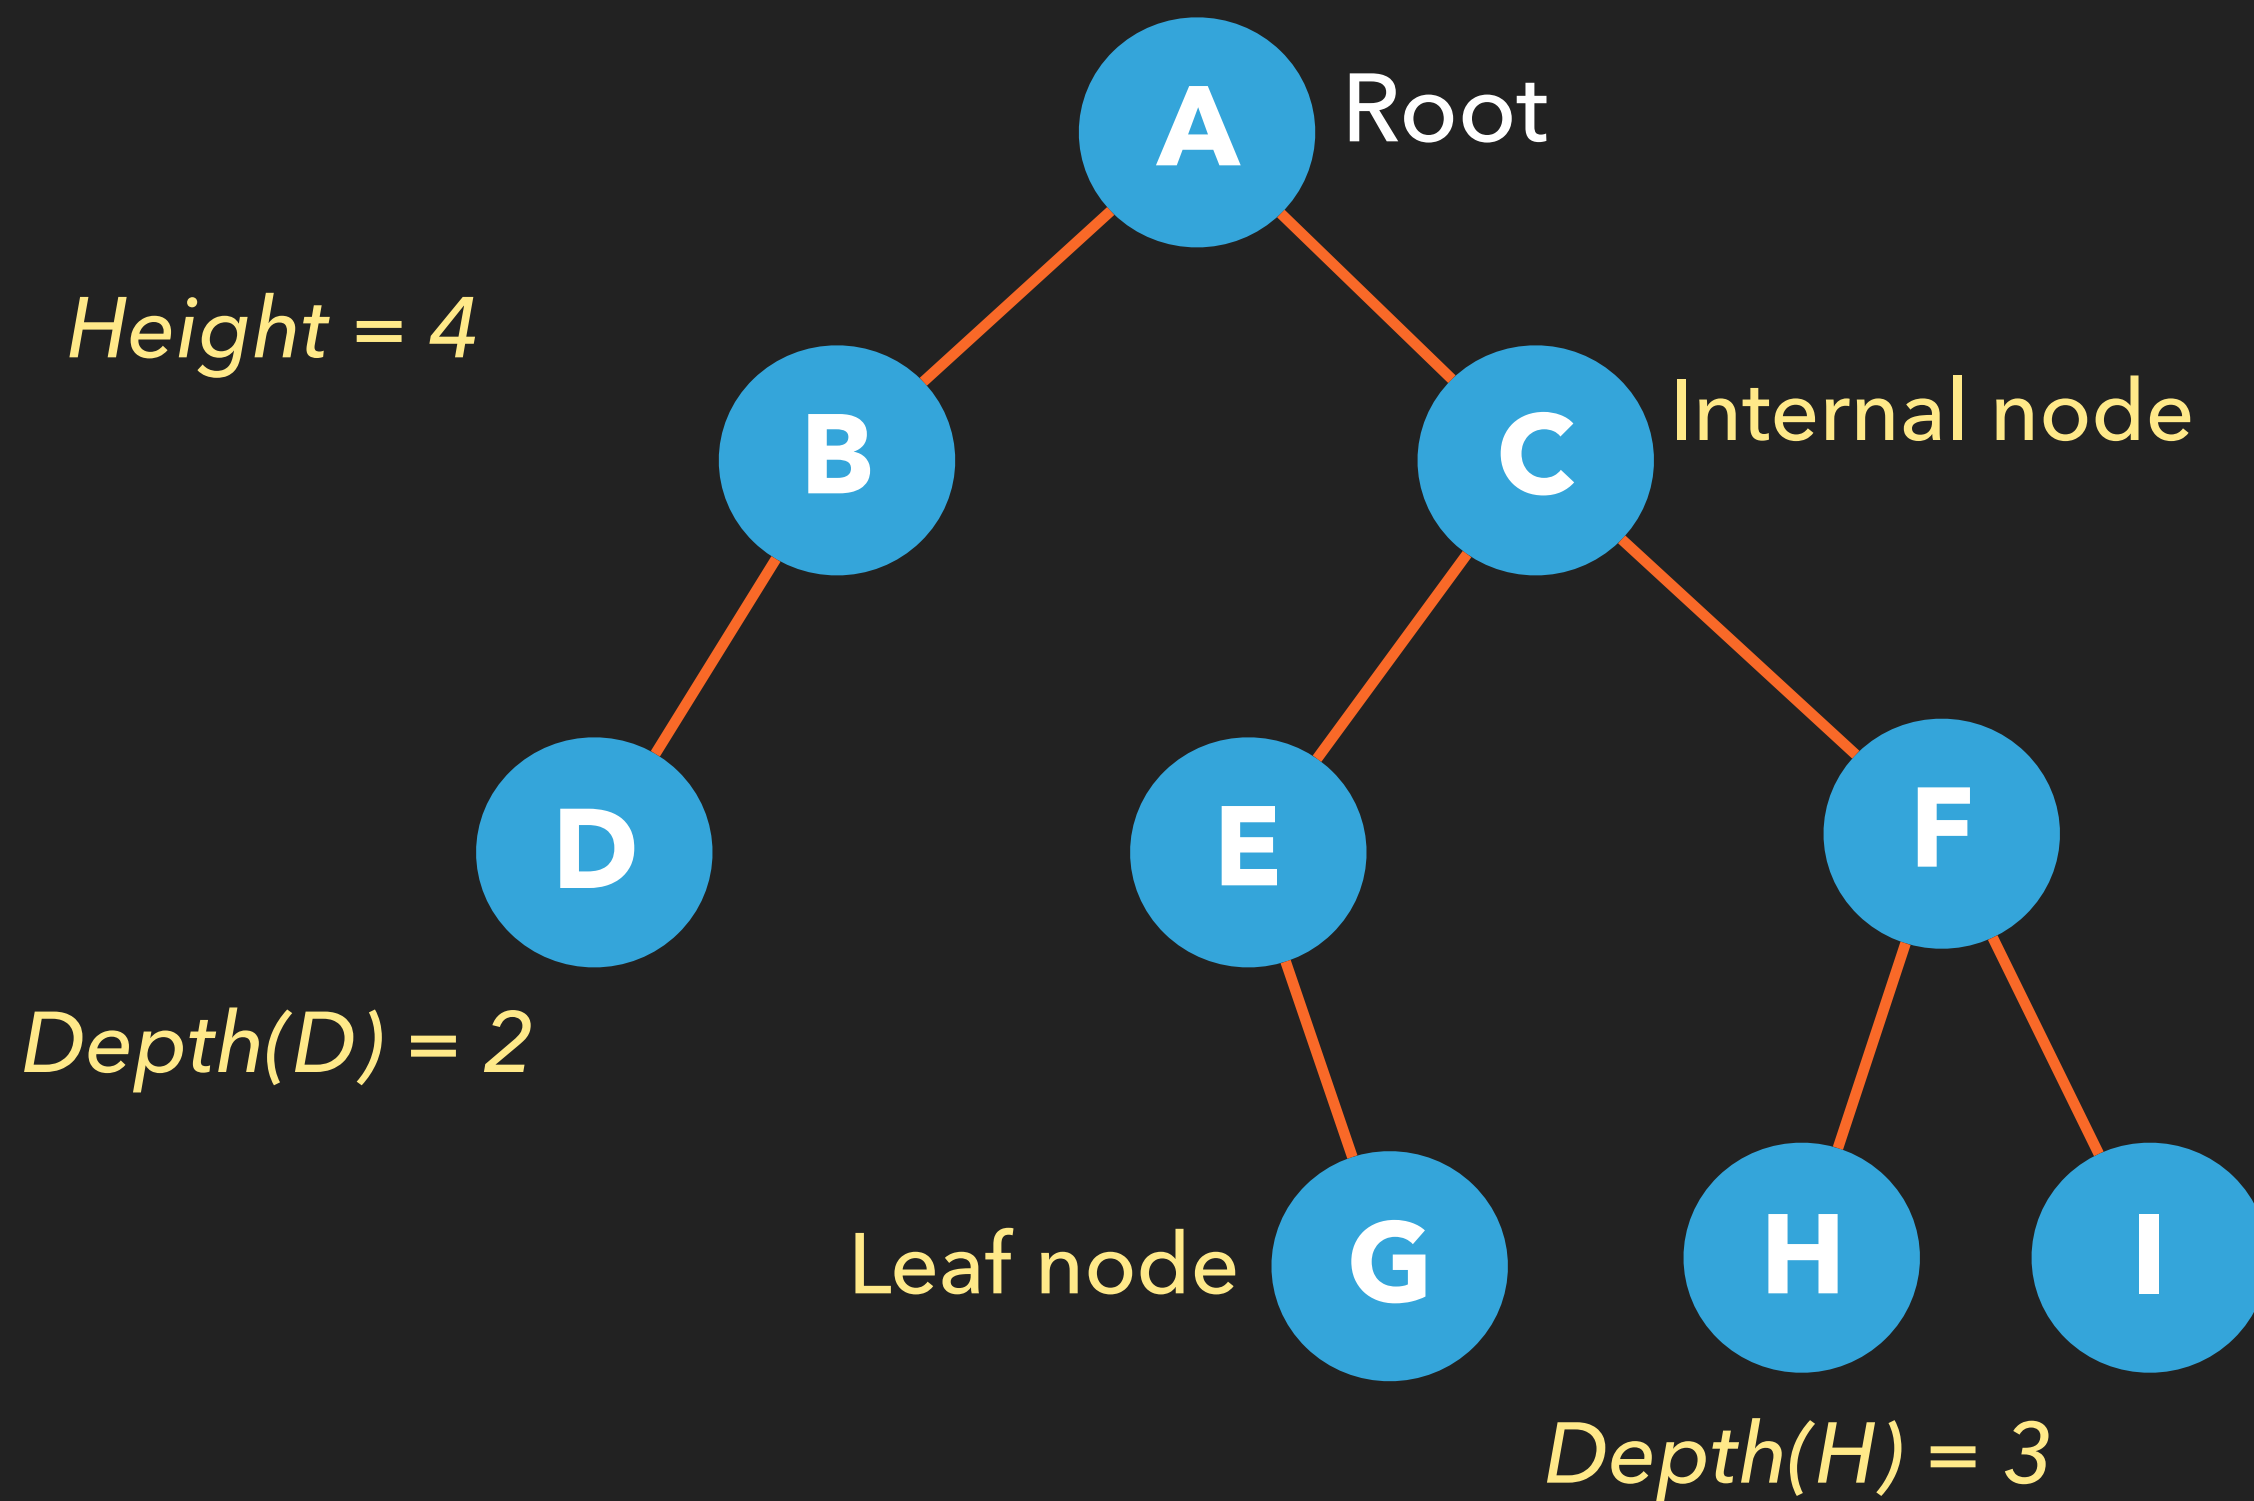 A
Root
Height = 4
B
C
Internal node
D
E
F
Depth(D) = 2
Leaf node
G
H
I
Depth(H) = 3